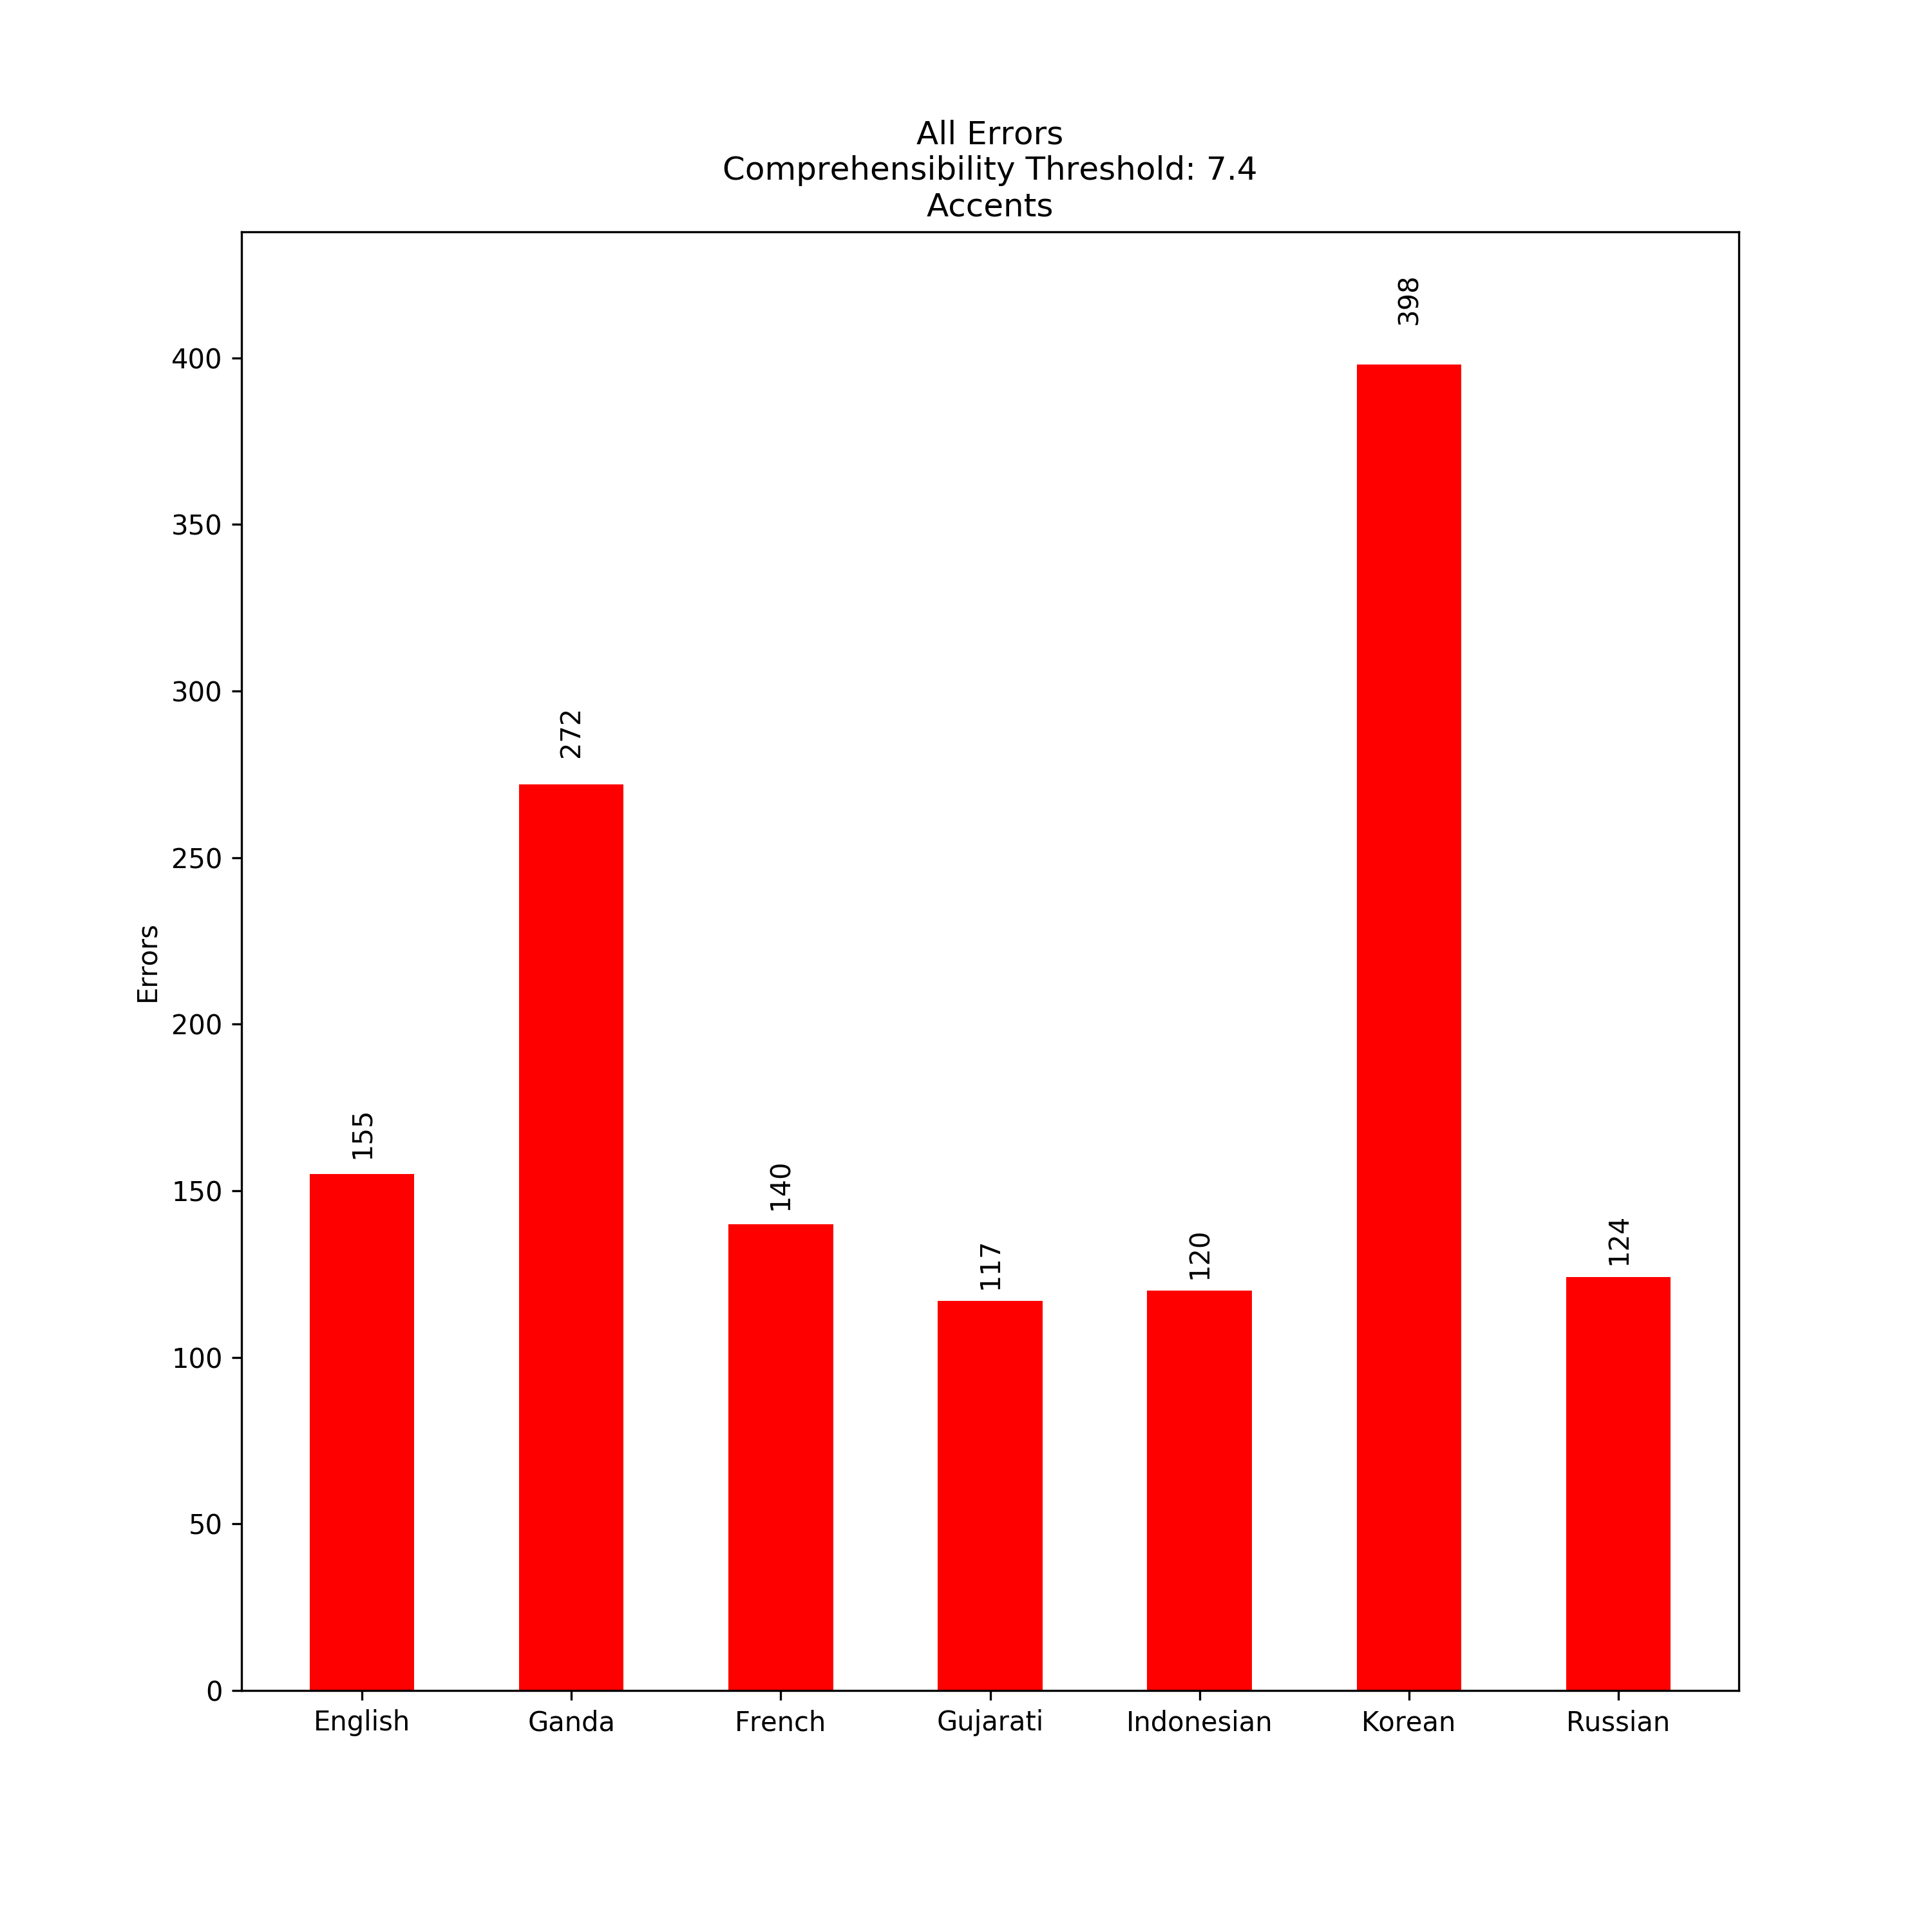 All Errors
Comprehensibility Threshold: 7.4
Accents
Errors
400
350
300
250
200
150
100
50
0
155
272
140
117
120
398
124
English
Ganda
French
Gujarati
Indonesian
Korean
Russian